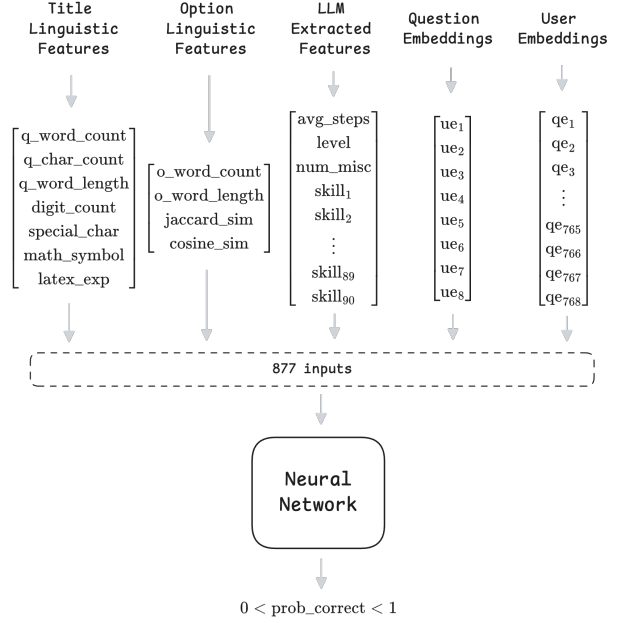 Title
Linguistic
Features
Option
Linguistic
Features
LLM
Extracted
Features
Question
Embeddings
User
Embeddings
q_word_count
q_char_count
q_word_length
digit_count
special_char
math_symbol
latex_exp
o_word_count
o_word_length
jaccard_sim
cosine_sim
avg_steps
level
num_misc
skill₁
skill₂
⋮
skill₈₉
skill₉₀
ue₁
ue₂
ue₃
ue₄
ue₅
ue₆
ue₇
ue₈
qe₁
qe₂
qe₃
⋮
qe₇₆₅
qe₇₆₆
qe₇₆₇
qe₇₆₈
877 inputs
Neural
Network
0 < prob_correct < 1